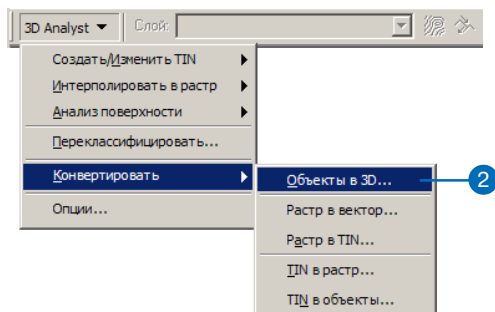 3D Analyst Слой:
Создать/Изменить TIN
Интерполировать в растр
Анализ поверхности
Переклассифицировать...
Конвертировать
Опции...
Объекты в 3D... 2
Растр в вектор...
Растр в TIN...
TIN в растр...
TIN в объекты...